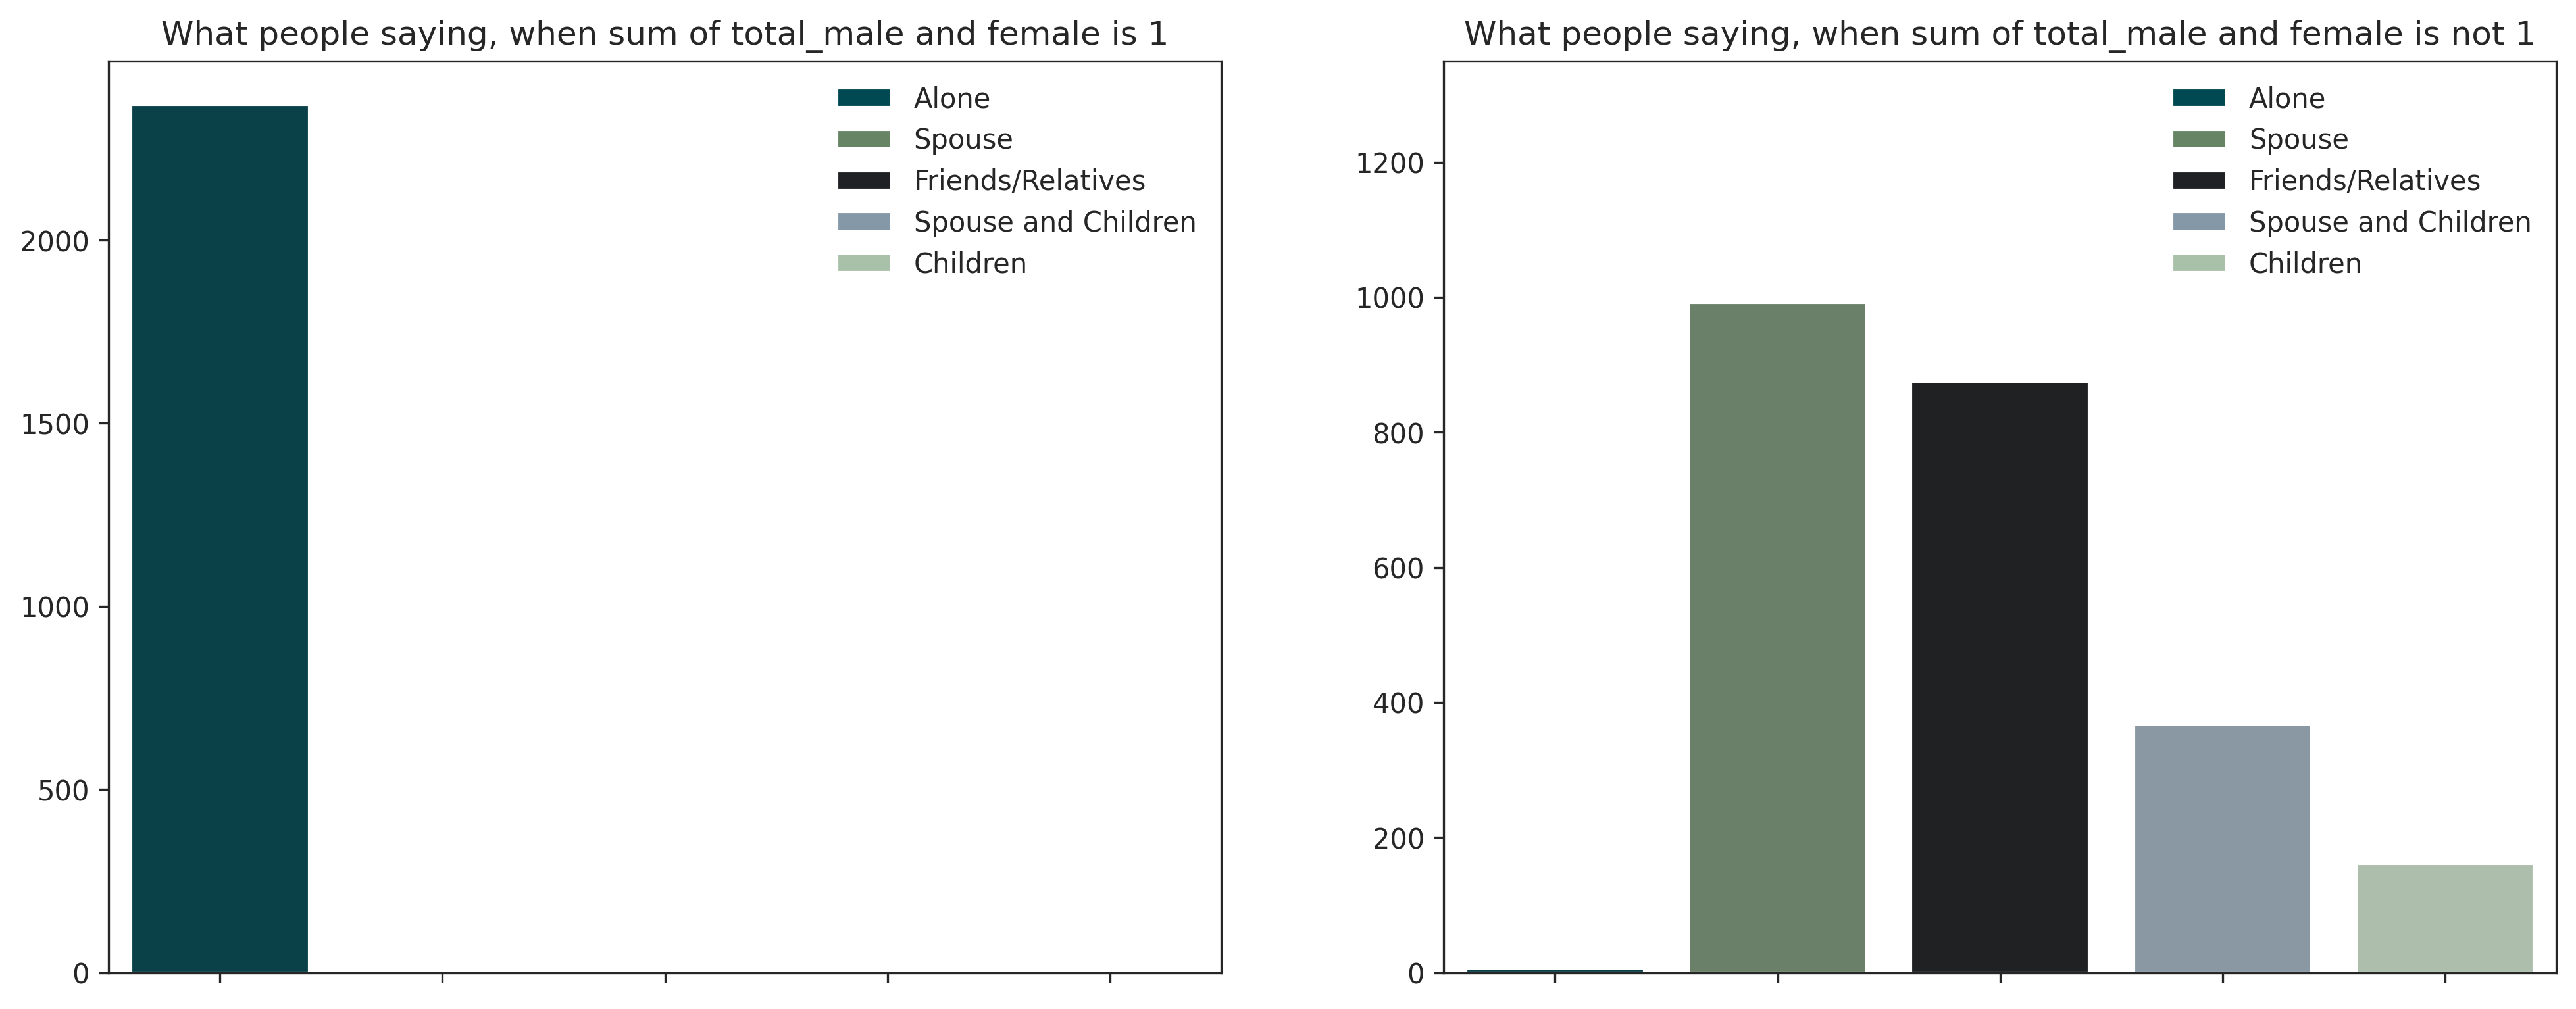 What people saying, when sum of total_male and female is 1
2000
1500
1000
500
0
Alone
Spouse
Friends/Relatives
Spouse and Children
Children
What people saying, when sum of total_male and female is not 1
1200
1000
800
600
400
200
0
Alone
Spouse
Friends/Relatives
Spouse and Children
Children